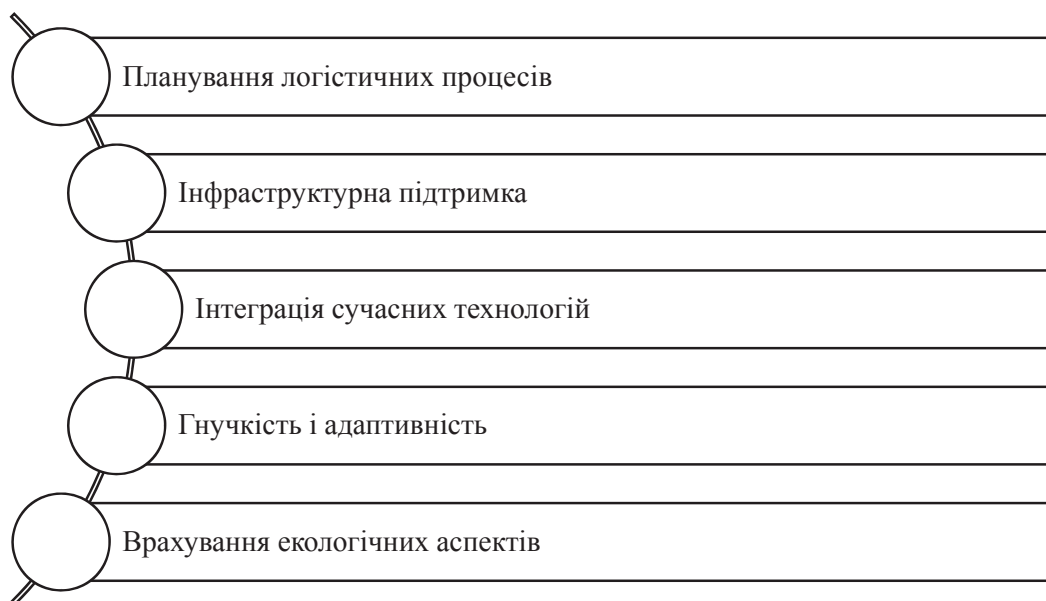 Планування логістичних процесів
Інфраструктурна підтримка
Інтеграція сучасних технологій
Гнучкість і адаптивність
Врахування екологічних аспектів